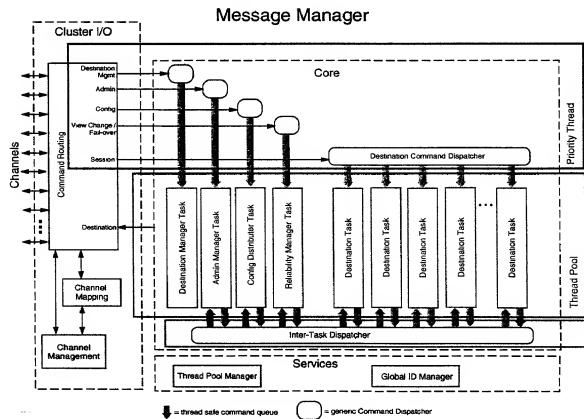 Message Manager
Cluster I/O
Core
Destination
Mgmt
Admin
Config
View Change /
Fail-over
Session
Destination
Command Routing
Channels
Channel
Mapping
Channel
Management
Destination Command Dispatcher
Priority Thread
Destination Manager Task
Admin Manager Task
Config Distributor Task
Reliability Manager Task
Destination Task
Destination Task
Destination Task
Destination Task
Destination Task
Thread Pool
Inter-Task Dispatcher
Services
Thread Pool Manager
Global ID Manager
= thread safe command queue
= generic Command Dispatcher